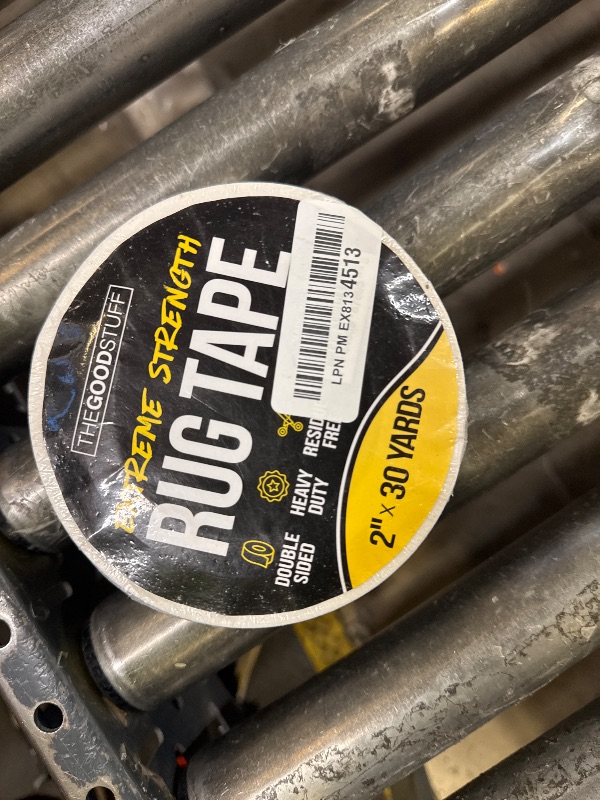 THEGOODSTUFF
EXTREME STRENGTH
RUG TAPE
DOUBLE
SIDED
HEAVY
DUTY
2" x 30 YARDS
LPN PM EX8134513